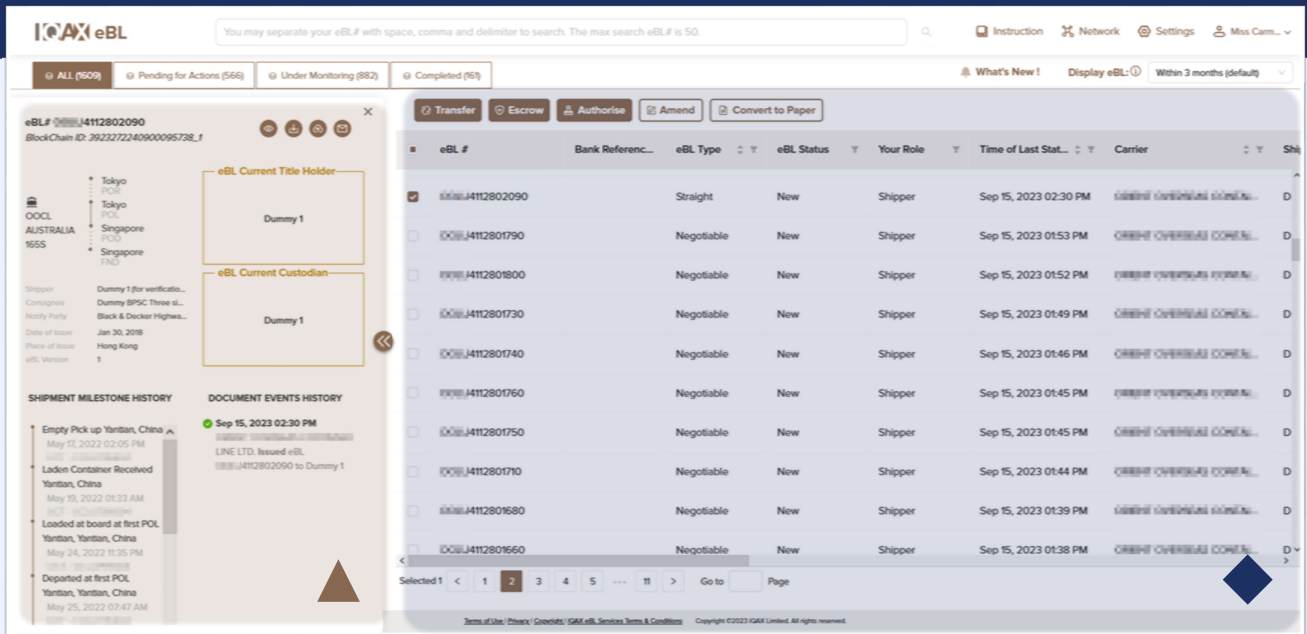 IQAX eBL
You may separate your eBL# with space, comma and delimiter to search. The max search eBL# is 50.
Instruction
Network
Settings
Miss Carm...
ALL (1609)
Pending for Actions (566)
Under Monitoring (882)
Completed (161)
What's New !
Display eBL:
Within 3 months (default)
eBL# J4112802090
BlockChain ID: 3923272240900095738_1
OOCL
AUSTRALIA
165S
Tokyo
POR
Tokyo
POL
Singapore
POD
Singapore
FND
eBL Current Title Holder
Dummy 1
eBL Current Custodian
Dummy 1
Shipper Dummy 1 (for verificatio...
Consignee Dummy BPSC Three si...
Notify Party Black & Decker Highwa...
Date of Issue Jan 30, 2018
Place of Issue Hong Kong
eBL Version 1
SHIPMENT MILESTONE HISTORY
Empty Pick up Yantian, China
May 17, 2022 02:05 PM
Laden Container Received
Yantian, China
May 19, 2022 01:33 AM
Loaded at board at first POL
Yantian, Yantian, China
May 24, 2022 11:35 PM
Departed at first POL
Yantian, Yantian, China
May 25, 2022 07:47 AM
DOCUMENT EVENTS HISTORY
Sep 15, 2023 02:30 PM
LINE LTD. Issued eBL
J4112802090 to Dummy 1
Transfer
Escrow
Authorise
Amend
Convert to Paper
eBL # Bank Referenc... eBL Type eBL Status Your Role Time of Last Stat... Carrier Shi
J4112802090 Straight New Shipper Sep 15, 2023 02:30 PM D
J4112801790 Negotiable New Shipper Sep 15, 2023 01:53 PM D
J4112801800 Negotiable New Shipper Sep 15, 2023 01:52 PM D
J4112801730 Negotiable New Shipper Sep 15, 2023 01:49 PM D
J4112801740 Negotiable New Shipper Sep 15, 2023 01:46 PM D
J4112801760 Negotiable New Shipper Sep 15, 2023 01:45 PM D
J4112801750 Negotiable New Shipper Sep 15, 2023 01:45 PM D
J4112801710 Negotiable New Shipper Sep 15, 2023 01:44 PM D
J4112801680 Negotiable New Shipper Sep 15, 2023 01:39 PM D
J4112801660 Negotiable New Shipper Sep 15, 2023 01:38 PM D
Selected 1 < 1 2 3 4 5 ... 11 > Go to Page
Terms of Use | Privacy | Copyright | IQAX eBL Services Terms & Conditions Copyright ©2023 IQAX Limited. All rights reserved.